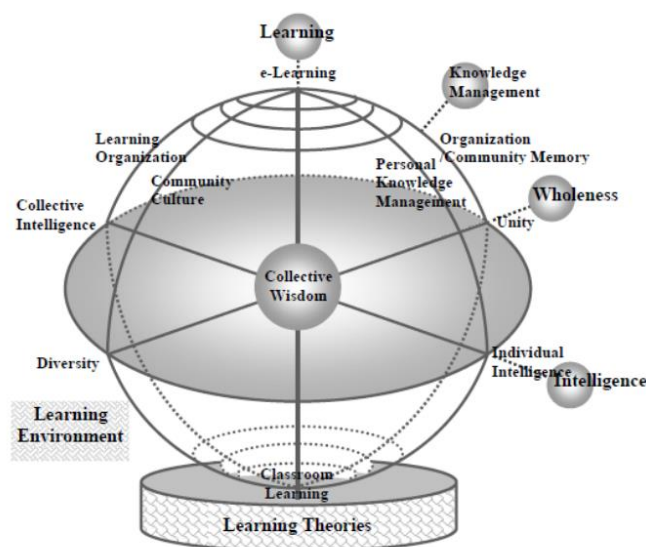 Learning
e-Learning
Knowledge
Management
Learning
Organization
Organization
/Community Memory
Community
Culture
Personal
Knowledge
Management
Wholeness
Collective
Intelligence
Unity
Collective
Wisdom
Diversity
Individual
Intelligence
Intelligence
Learning
Environment
Classroom
Learning
Learning Theories